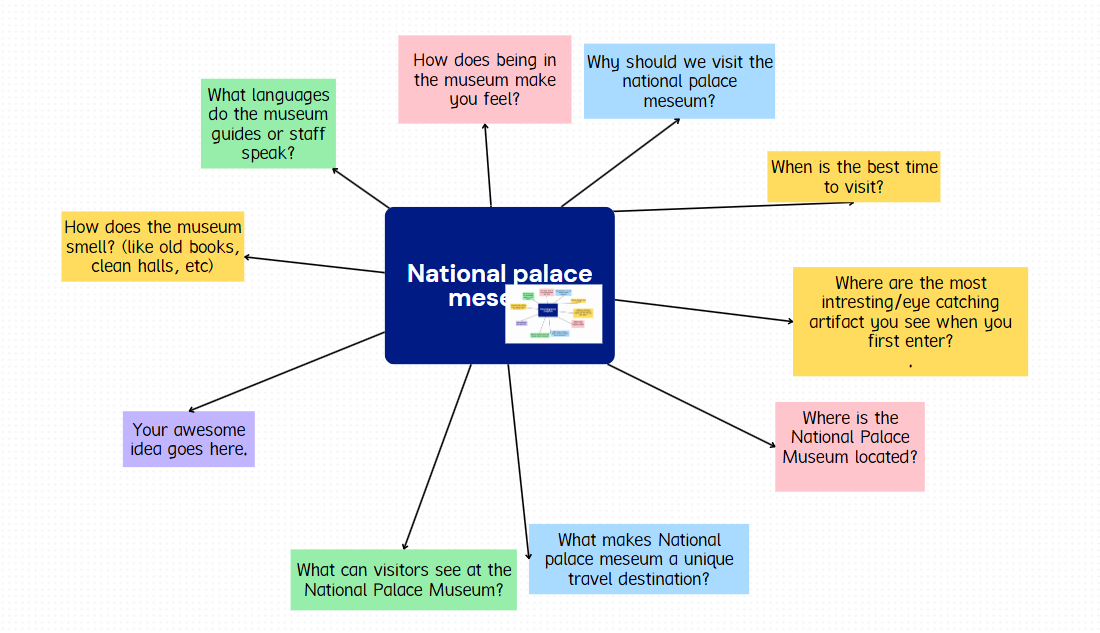 How does being in
the museum make
you feel?
Why should we visit the
national palace
meseum?
What languages
do the museum
guides or staff
speak?
When is the best time
to visit?
How does the museum
smell? (like old books,
clean halls, etc)
National palace
Where are the most
intresting/eye catching
artifact you see when you
first enter?
.
Your awesome
idea goes here.
Where is the
National Palace
Museum located?
What can visitors see at the
National Palace Museum?
What makes National
palace meseum a unique
travel destination?